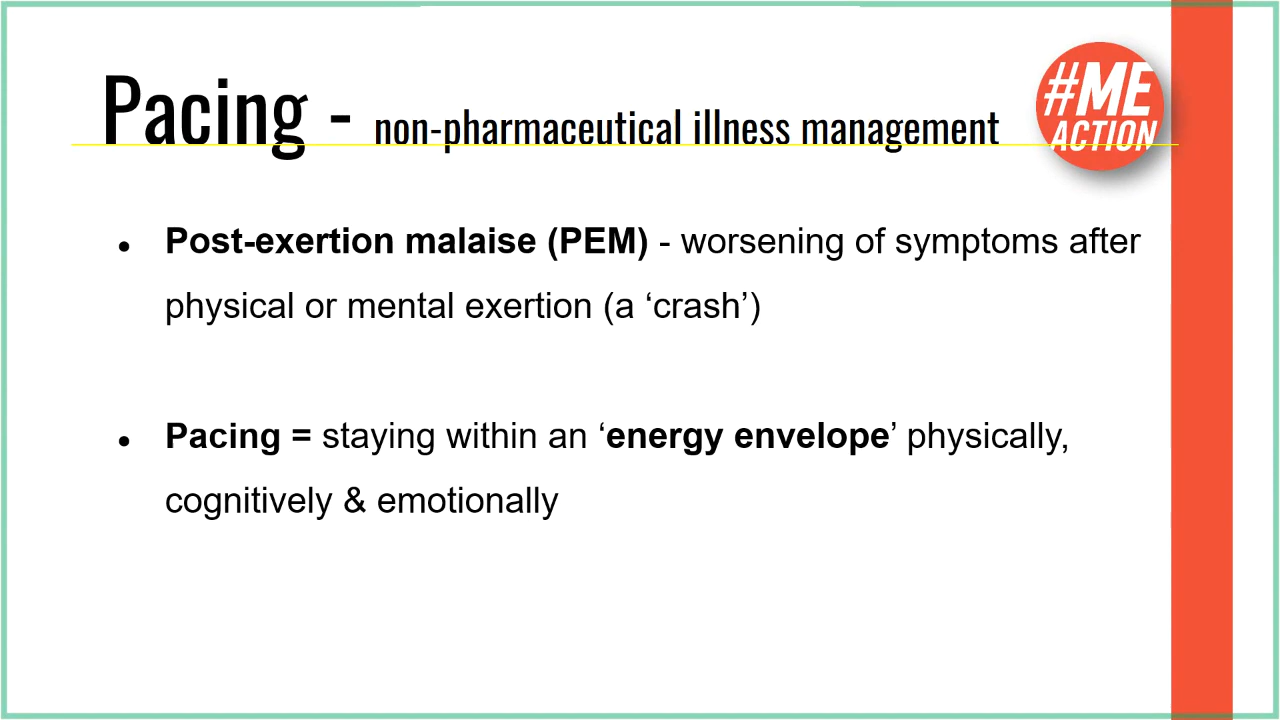 Pacing - non-pharmaceutical illness management
#ME
ACTION
● Post-exertion malaise (PEM) - worsening of symptoms after
physical or mental exertion (a ‘crash’)
● Pacing = staying within an ‘energy envelope’ physically,
cognitively & emotionally